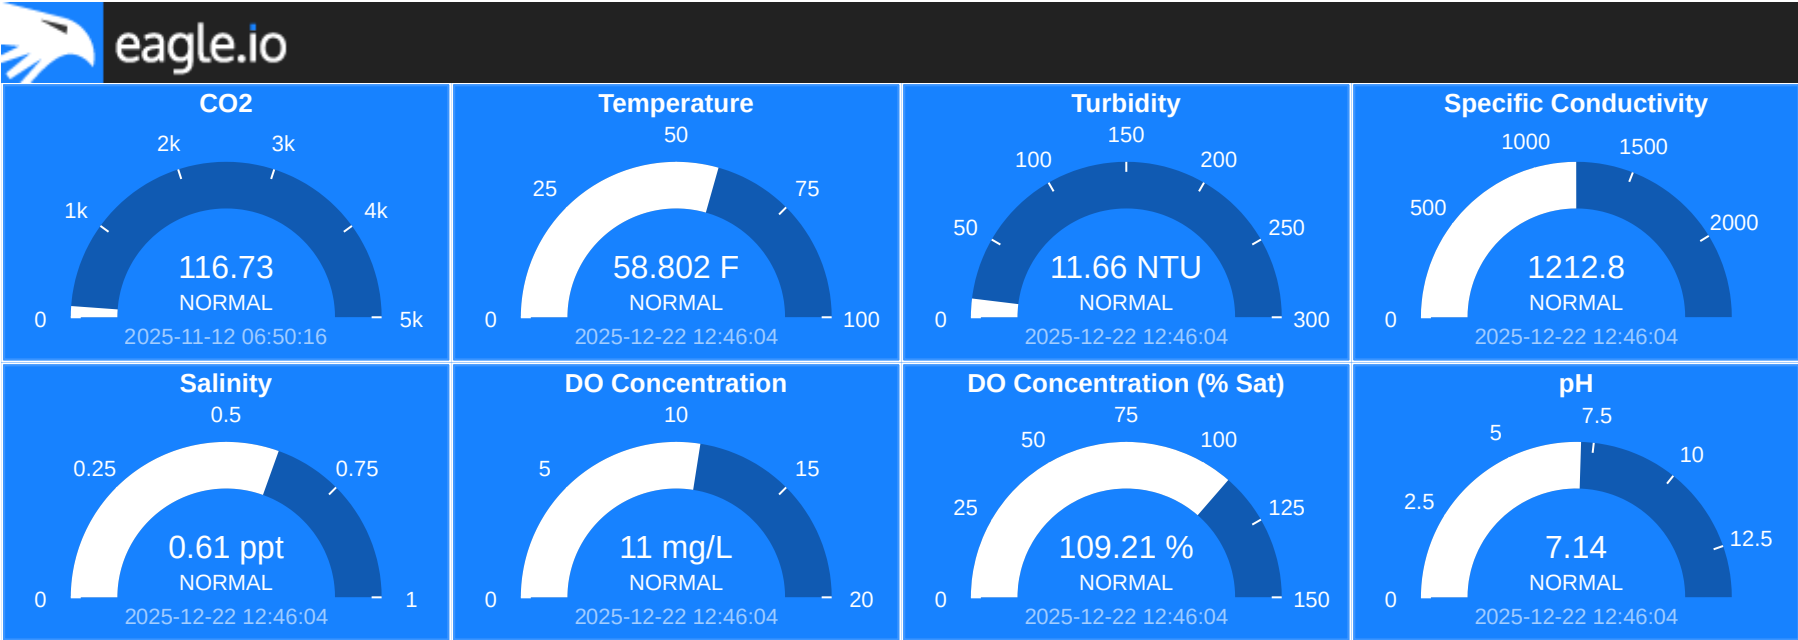 eagle.io
CO2
2k
3k
1k
4k
116.73
NORMAL
0
5k
2025-11-12 06:50:16
Temperature
50
25
75
58.802 F
NORMAL
0
100
2025-12-22 12:46:04
Turbidity
150
100
200
50
250
11.66 NTU
NORMAL
0
300
2025-12-22 12:46:04
Specific Conductivity
1000
1500
500
2000
1212.8
NORMAL
0
2025-12-22 12:46:04
Salinity
0.5
0.25
0.75
0.61 ppt
NORMAL
0
1
2025-12-22 12:46:04
DO Concentration
10
5
15
11 mg/L
NORMAL
0
20
2025-12-22 12:46:04
DO Concentration (% Sat)
75
50
100
25
125
109.21 %
NORMAL
0
150
2025-12-22 12:46:04
pH
7.5
5
10
2.5
12.5
7.14
NORMAL
0
2025-12-22 12:46:04